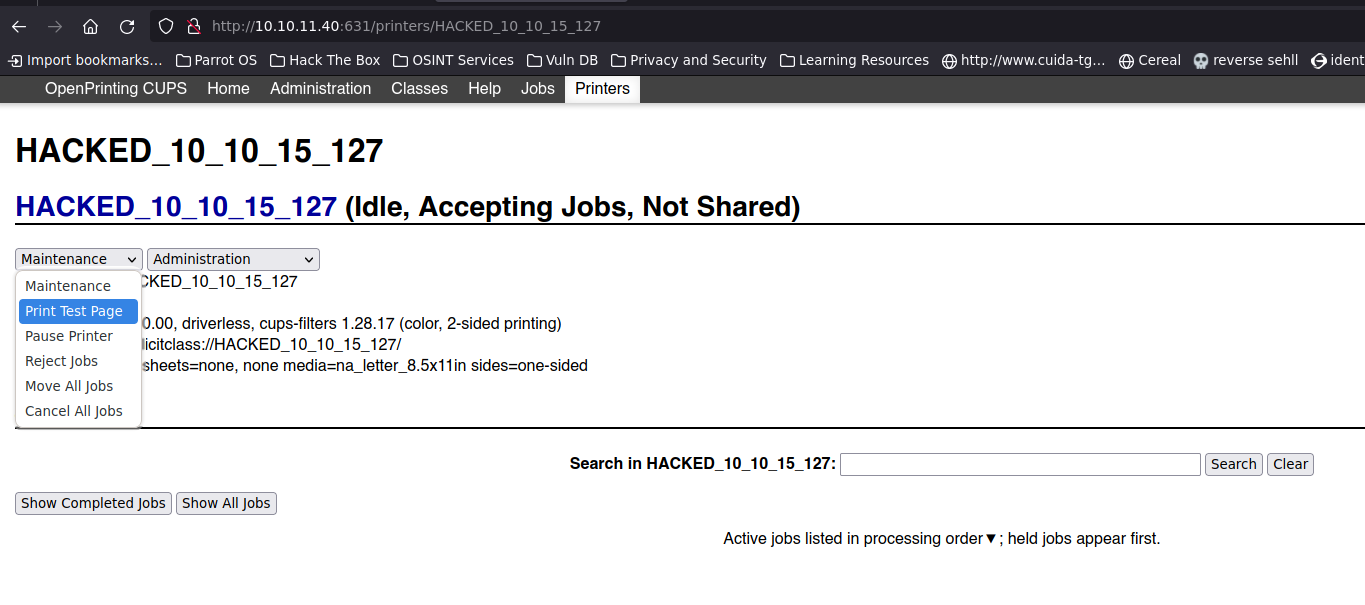 http://10.10.11.40:631/printers/HACKED_10_10_15_127
Import bookmarks... Parrot OS Hack The Box OSINT Services Vuln DB Privacy and Security Learning Resources http://www.cuida-tg... Cereal reverse sehll ident
OpenPrinting CUPS Home Administration Classes Help Jobs Printers
HACKED_10_10_15_127
HACKED_10_10_15_127 (Idle, Accepting Jobs, Not Shared)
Maintenance Administration
CKED_10_10_15_127
Maintenance
Print Test Page
0.00, driverless, cups-filters 1.28.17 (color, 2-sided printing)
Pause Printer
licitclass://HACKED_10_10_15_127/
Reject Jobs
sheets=none, none media=na_letter_8.5x11in sides=one-sided
Move All Jobs
Cancel All Jobs
Search in HACKED_10_10_15_127: Search Clear
Show Completed Jobs Show All Jobs
Active jobs listed in processing order▼; held jobs appear first.